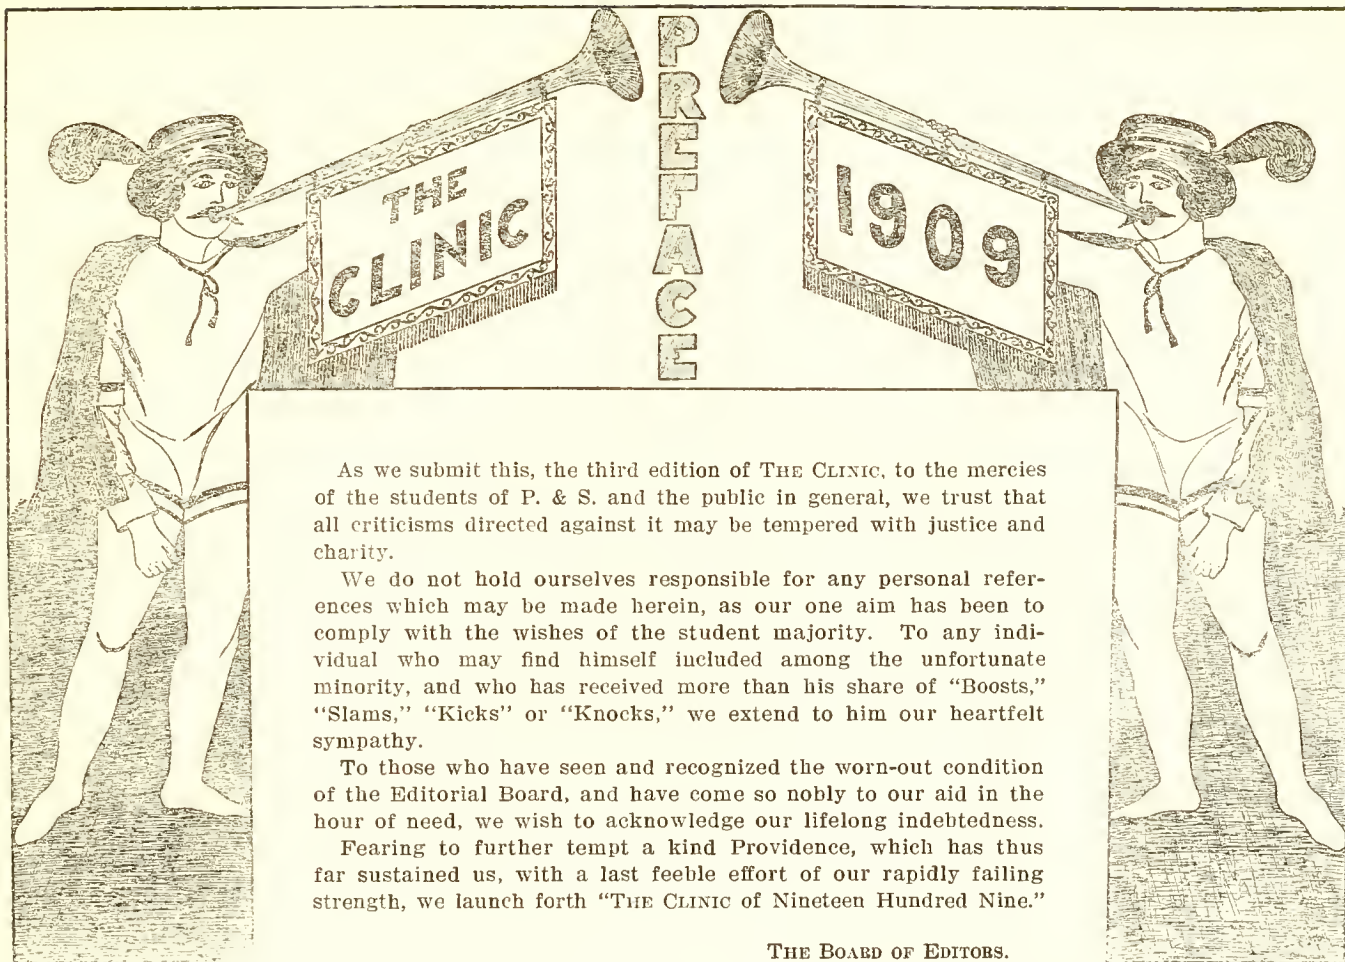 PREFACE
THE
CLINIC
1909
As we submit this, the third edition of THE CLINIC, to the mercies
of the students of P. & S. and the public in general, we trust that
all criticisms directed against it may be tempered with justice and
charity.
We do not hold ourselves responsible for any personal refer-
ences which may be made herein, as our one aim has been to
comply with the wishes of the student majority. To any indi-
vidual who may find himself included among the unfortunate
minority, and who has received more than his share of “Boosts,”
“Slams,” “Kicks” or “Knocks,” we extend to him our heartfelt
sympathy.
To those who have seen and recognized the worn-out condition
of the Editorial Board, and have come so nobly to our aid in the
hour of need, we wish to acknowledge our lifelong indebtedness.
Fearing to further tempt a kind Providence, which has thus
far sustained us, with a last feeble effort of our rapidly failing
strength, we launch forth “THE CLINIC of Nineteen Hundred Nine.”
THE BOARD OF EDITORS.